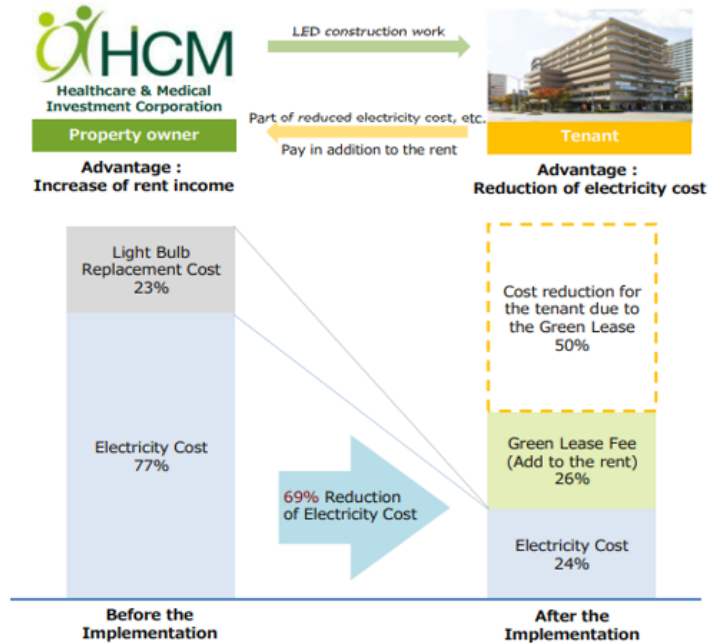 HCM
Healthcare & Medical
Investment Corporation
Property owner
Advantage :
Increase of rent income
LED construction work
Part of reduced electricity cost, etc.
Pay in addition to the rent
Tenant
Advantage :
Reduction of electricity cost
Light Bulb
Replacement Cost
23%
Electricity Cost
77%
69% Reduction
of Electricity Cost
Cost reduction for
the tenant due to
the Green Lease
50%
Green Lease Fee
(Add to the rent)
26%
Electricity Cost
24%
Before the
Implementation
After the
Implementation